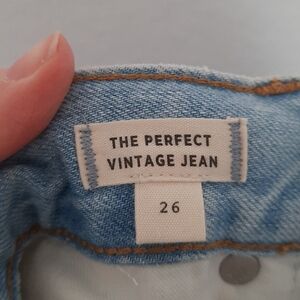 THE PERFECT
VINTAGE JEAN
26